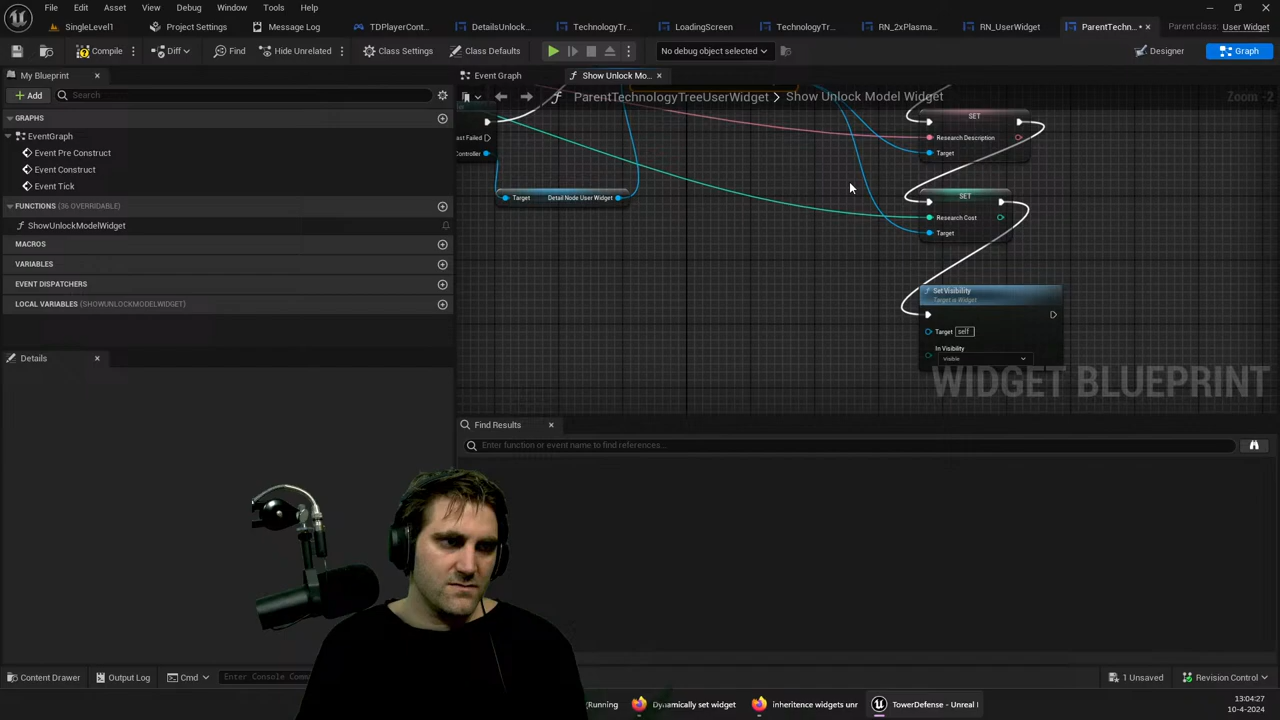 File Edit Asset View Debug Window Tools Help
SingleLevel1 Project Settings Message Log TDPlayerCont... DetailsUnlock... TechnologyTr... LoadingScreen TechnologyTr... RN_2xPlasma... RN_UserWidget ParentTechn... Parent class: User Widget
Compile Diff Find Hide Unrelated Class Settings Class Defaults No debug object selected Designer Graph
My Blueprint Event Graph Show Unlock Mo...
Add Search ParentTechnologyTreeUserWidget > Show Unlock Model Widget Zoom -2
GRAPHS
EventGraph
Event Pre Construct
Event Construct
Event Tick
FUNCTIONS (36 OVERRIDABLE)
ShowUnlockModelWidget
MACROS
VARIABLES
EVENT DISPATCHERS
LOCAL VARIABLES (SHOWUNLOCKMODELWIDGET)
Details
ast Failed
Controller
Target Detail Node User Widget
SET
Research Description
Target
SET
Research Cost
Target
Set Visibility
Target is Widget
Target self
In Visibility
Visible
WIDGET BLUEPRINT
Find Results
Enter function or event name to find references...
Content Drawer Output Log Cmd Enter Console Comm 1 Unsaved Revision Control
(Running Dynamically set widget inheritence widgets unr TowerDefense - Unreal
13:04:27
10-4-2024